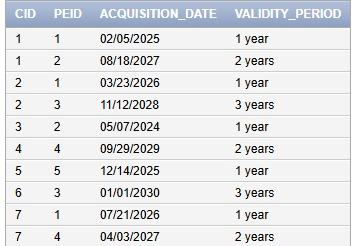 CID PEID ACQUISITION_DATE VALIDITY_PERIOD
1 1 02/05/2025 1 year
1 2 08/18/2027 2 years
2 1 03/23/2026 1 year
2 3 11/12/2028 3 years
3 2 05/07/2024 1 year
4 4 09/29/2029 2 years
5 5 12/14/2025 1 year
6 3 01/01/2030 3 years
7 1 07/21/2026 1 year
7 4 04/03/2027 2 years